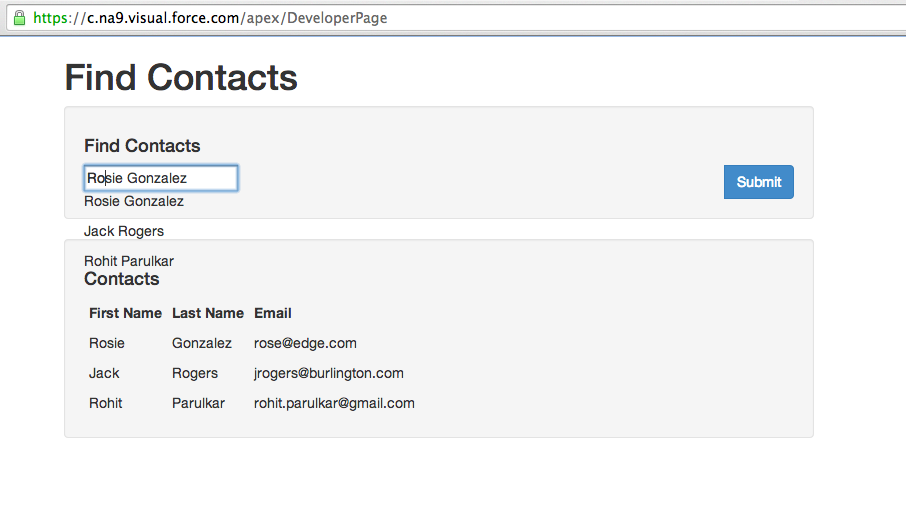 https://c.na9.visual.force.com/apex/DeveloperPage
Find Contacts
Find Contacts
Rosie Gonzalez
Submit
Rosie Gonzalez
Jack Rogers
Rohit Parulkar
Contacts
First Name Last Name Email
Rosie Gonzalez rose@edge.com
Jack Rogers jrogers@burlington.com
Rohit Parulkar rohit.parulkar@gmail.com